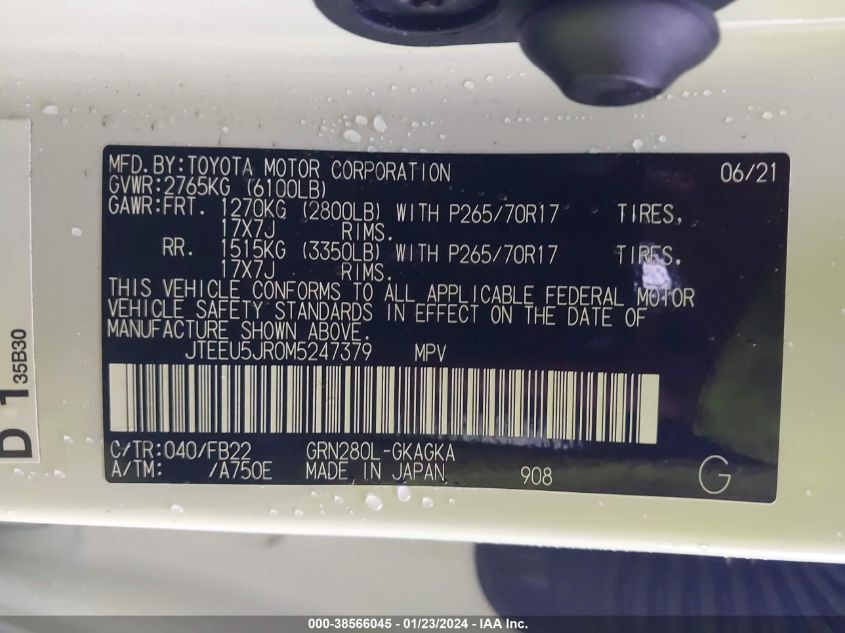 MFD.BY:TOYOTA MOTOR CORPORATION 06/21
GVWR:2765KG (6100LB)
GAWR:FRT. 1270KG (2800LB) WITH P265/70R17 TIRES,
17X7J RIMS.
RR. 1515KG (3350LB) WITH P265/70R17 TIRES,
17X7J RIMS.
THIS VEHICLE CONFORMS TO ALL APPLICABLE FEDERAL MOTOR
VEHICLE SAFETY STANDARDS IN EFFECT ON THE DATE OF
MANUFACTURE SHOWN ABOVE.
JTEEU5JR0M5247379 MPV
C/TR:040/FB22 GRN280L-GKAGKA
A/TM: /A750E MADE IN JAPAN 908 G
D 1
35B30
000-38566045 - 01/23/2024 - IAA Inc.